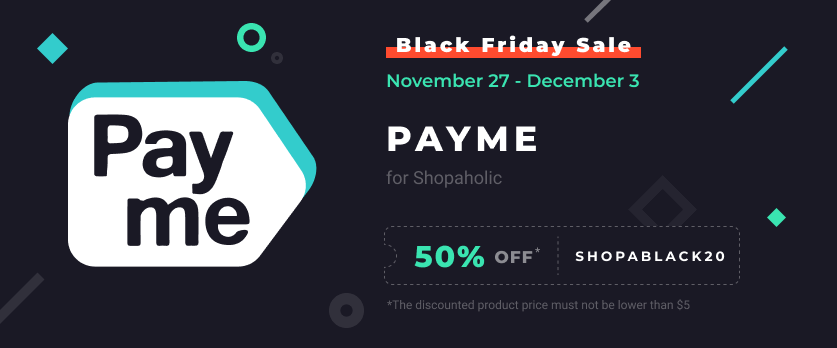 Pay
me
Black Friday Sale
November 27 - December 3
PAYME
for Shopaholic
50% OFF* SHOPABLACK20
*The discounted product price must not be lower than $5